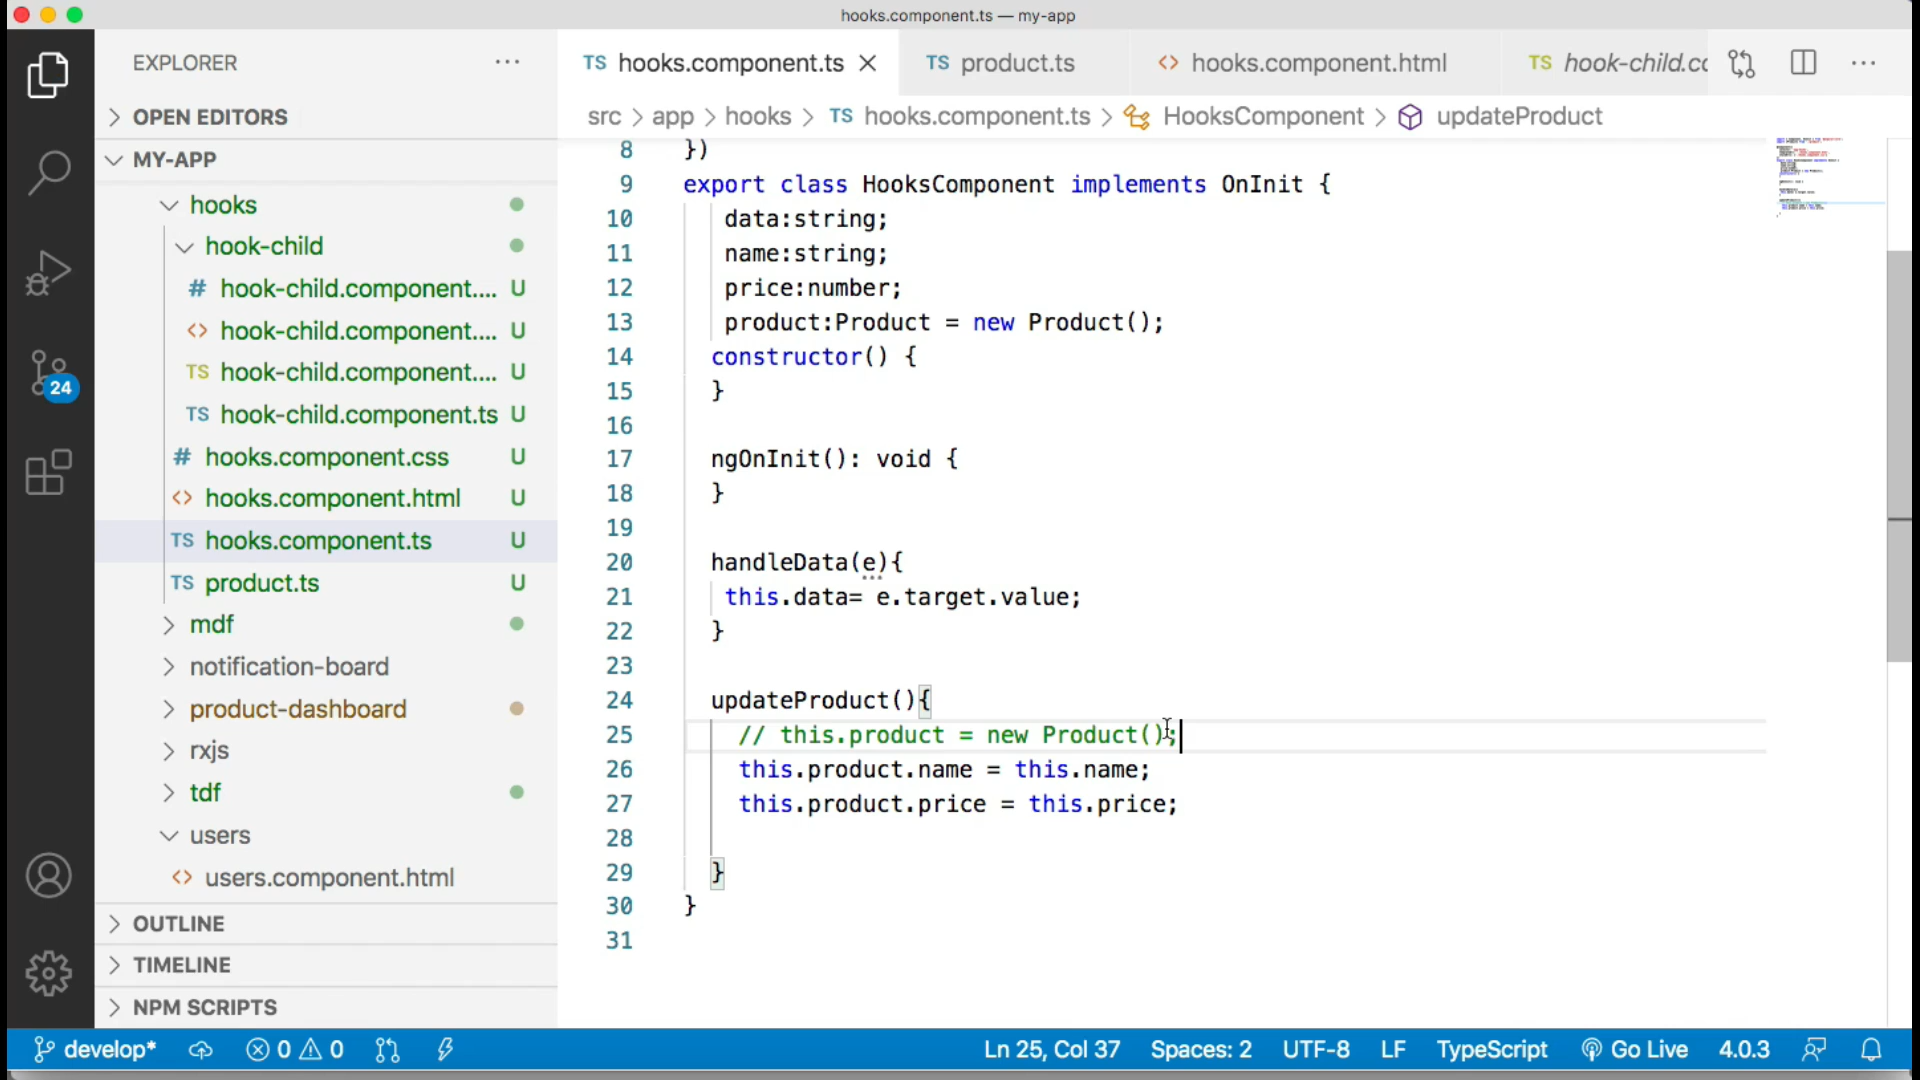 hooks.component.ts — my-app
EXPLORER
OPEN EDITORS
MY-APP
hooks
hook-child
# hook-child.component.... U
<> hook-child.component.... U
TS hook-child.component.... U
TS hook-child.component.ts U
# hooks.component.css U
<> hooks.component.html U
TS hooks.component.ts U
TS product.ts U
mdf
notification-board
product-dashboard
rxjs
tdf
users
<> users.component.html
OUTLINE
TIMELINE
NPM SCRIPTS
24
TS hooks.component.ts
TS product.ts
<> hooks.component.html
TS hook-child.co
src > app > hooks > TS hooks.component.ts > HooksComponent > updateProduct
8 })
9 export class HooksComponent implements OnInit {
10 data:string;
11 name:string;
12 price:number;
13 product:Product = new Product();
14 constructor() {
15 }
16
17 ngOnInit(): void {
18 }
19
20 handleData(e){
21 this.data= e.target.value;
22 }
23
24 updateProduct(){
25 // this.product = new Product();
26 this.product.name = this.name;
27 this.product.price = this.price;
28
29 }
30 }
31
develop* 0 0 Ln 25, Col 37 Spaces: 2 UTF-8 LF TypeScript Go Live 4.0.3